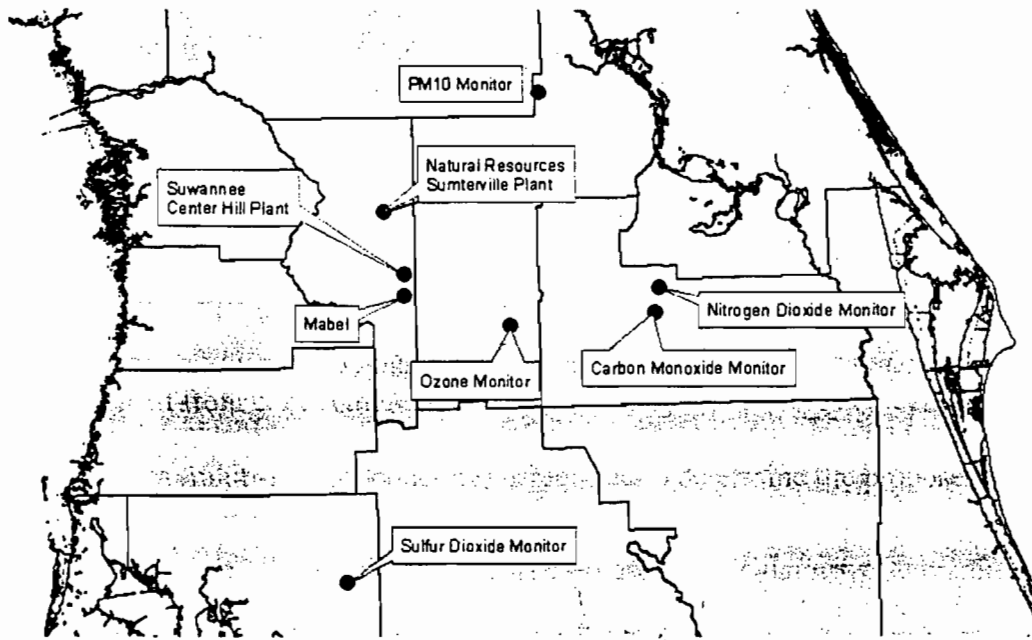 PM10 Monitor
Natural Resources
Sumterville Plant
Suwannee
Center Hill Plant
Mabel
Nitrogen Dioxide Monitor
Ozone Monitor
Carbon Monoxide Monitor
Sulfur Dioxide Monitor